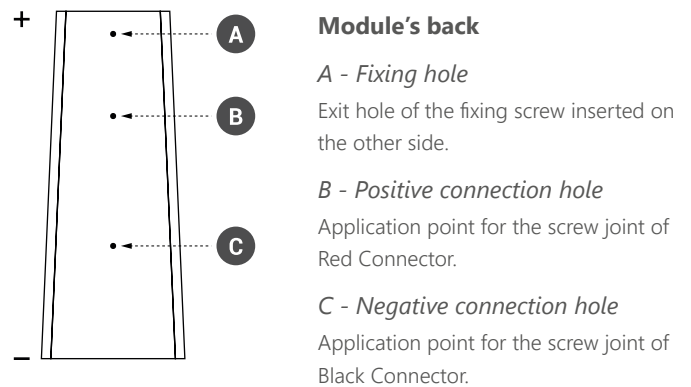 +
A
B
C
–
Module’s back
A - Fixing hole
Exit hole of the fixing screw inserted on
the other side.
B - Positive connection hole
Application point for the screw joint of
Red Connector.
C - Negative connection hole
Application point for the screw joint of
Black Connector.